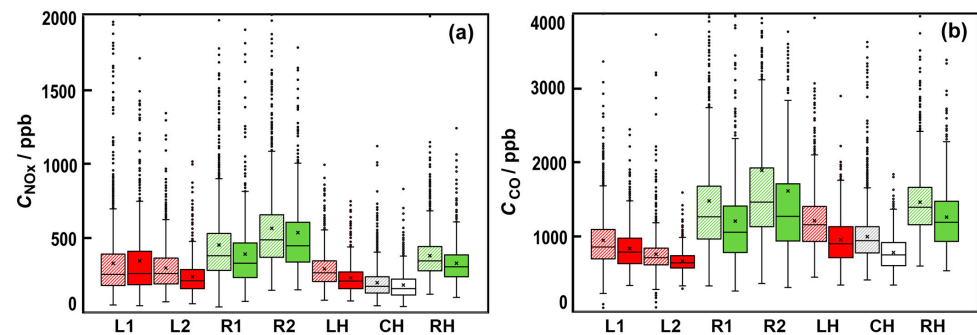 (a)
C_NOx / ppb
2000
1500
1000
500
0
L1 L2 R1 R2 LH CH RH
(b)
C_CO / ppb
4000
3000
2000
1000
0
L1 L2 R1 R2 LH CH RH